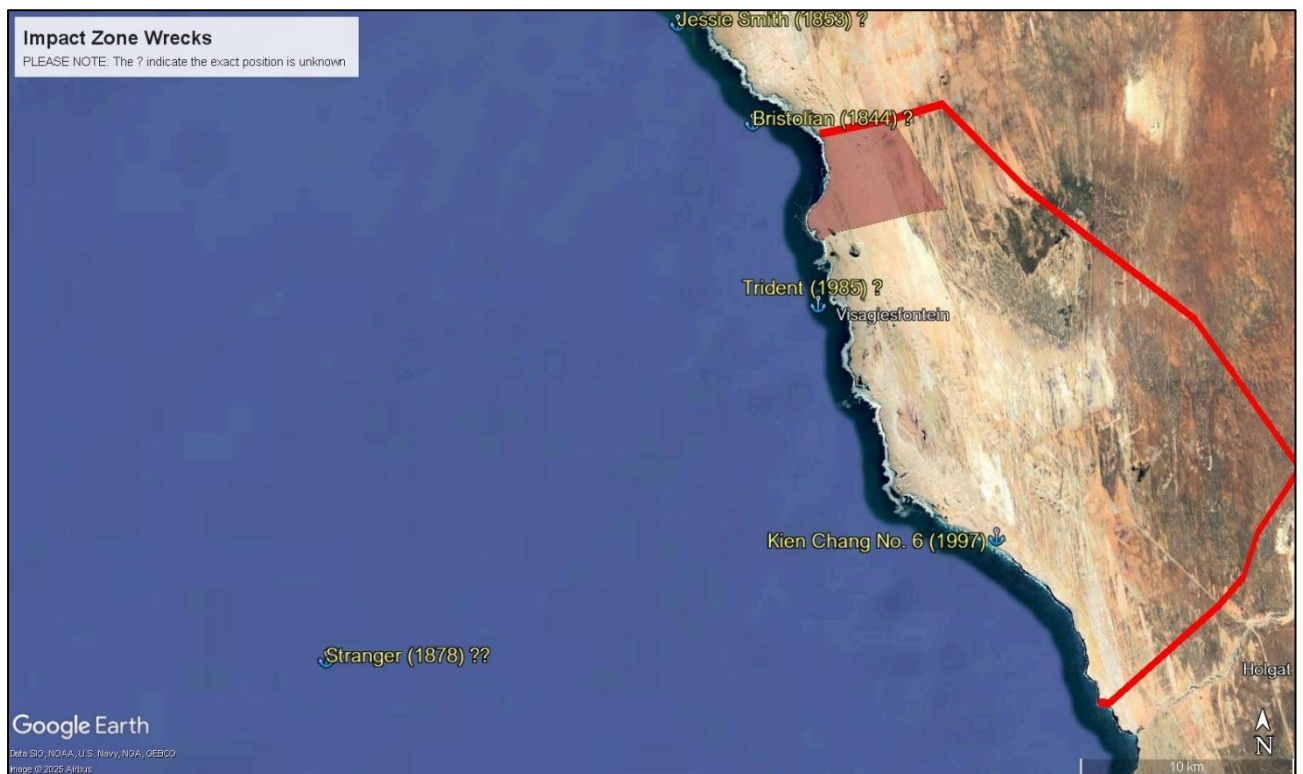 Impact Zone Wrecks
PLEASE NOTE: The ? indicate the exact position is unknown
Jessie Smith (1853) ?
Bristolian (1844) ?
Trident (1985) ?
Visagiesfontein
Kien Chang No. 6 (1997)
Stranger (1878) ??
Holgat
Google Earth
N
Data SIO, NOAA, U.S. Navy, NGA, GEBCO
Image © 2025 Airbus
10 km